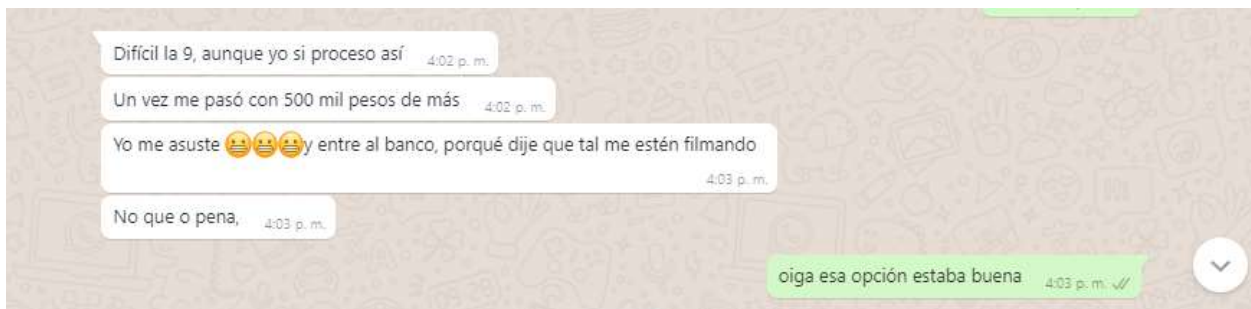 Difícil la 9, aunque yo si proceso así 4:02 p. m.
Un vez me pasó con 500 mil pesos de más 4:02 p. m.
Yo me asuste 😬😬😬y entre al banco, porqué dije que tal me estén filmando
4:03 p. m.
No que o pena, 4:03 p. m.
oiga esa opción estaba buena 4:03 p. m.